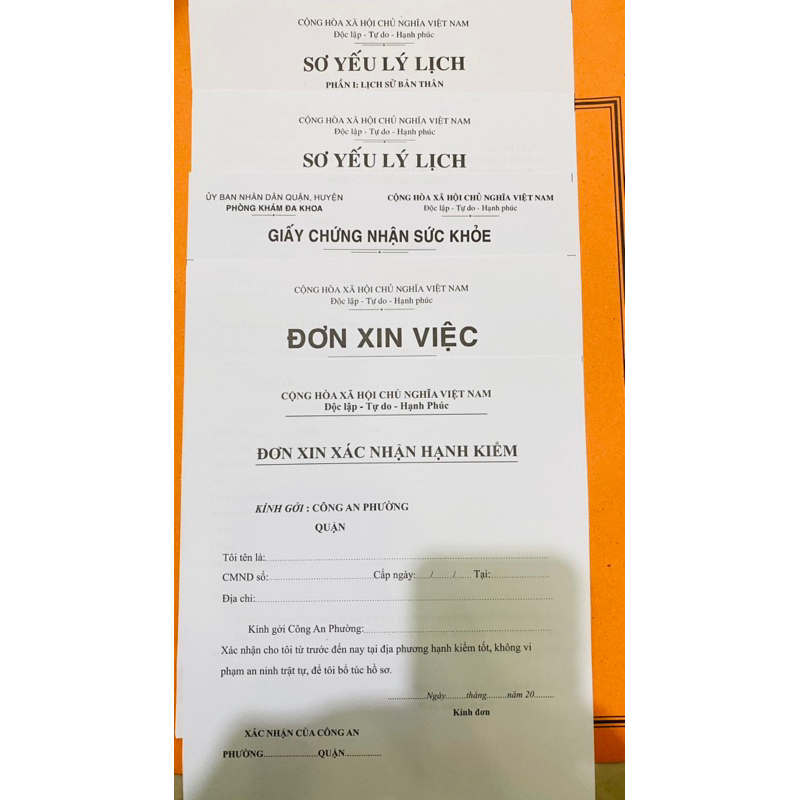 CỘNG HÒA XÃ HỘI CHỦ NGHĨA VIỆT NAM
Độc lập - Tự do - Hạnh phúc
SƠ YẾU LÝ LỊCH
PHẦN I: LỊCH SỬ BẢN THÂN
CỘNG HÒA XÃ HỘI CHỦ NGHĨA VIỆT NAM
Độc lập - Tự do - Hạnh phúc
SƠ YẾU LÝ LỊCH
ỦY BAN NHÂN DÂN QUẬN, HUYỆN
PHÒNG KHÁM ĐA KHOA
CỘNG HÒA XÃ HỘI CHỦ NGHĨA VIỆT NAM
Độc lập - Tự do - Hạnh phúc
GIẤY CHỨNG NHẬN SỨC KHỎE
CỘNG HÒA XÃ HỘI CHỦ NGHĨA VIỆT NAM
Độc lập - Tự do - Hạnh phúc
ĐƠN XIN VIỆC
CỘNG HÒA XÃ HỘI CHỦ NGHĨA VIỆT NAM
Độc lập - Tự do - Hạnh Phúc
ĐƠN XIN XÁC NHẬN HẠNH KIỂM
KÍNH GỞI : CÔNG AN PHƯỜNG
QUẬN
Tôi tên là:..........................................................................
CMND số:..............................Cấp ngày:...../......./...... Tại:.................
Địa chỉ:..............................................................................
Kính gởi Công An Phường:................................................
Xác nhận cho tôi từ trước đến nay tại địa phương hạnh kiểm tốt, không vi
phạm an ninh trật tự, để tôi bổ túc hồ sơ.
..............Ngày........tháng........năm 20........
Kính đơn
XÁC NHẬN CỦA CÔNG AN
PHƯỜNG......................QUẬN..............